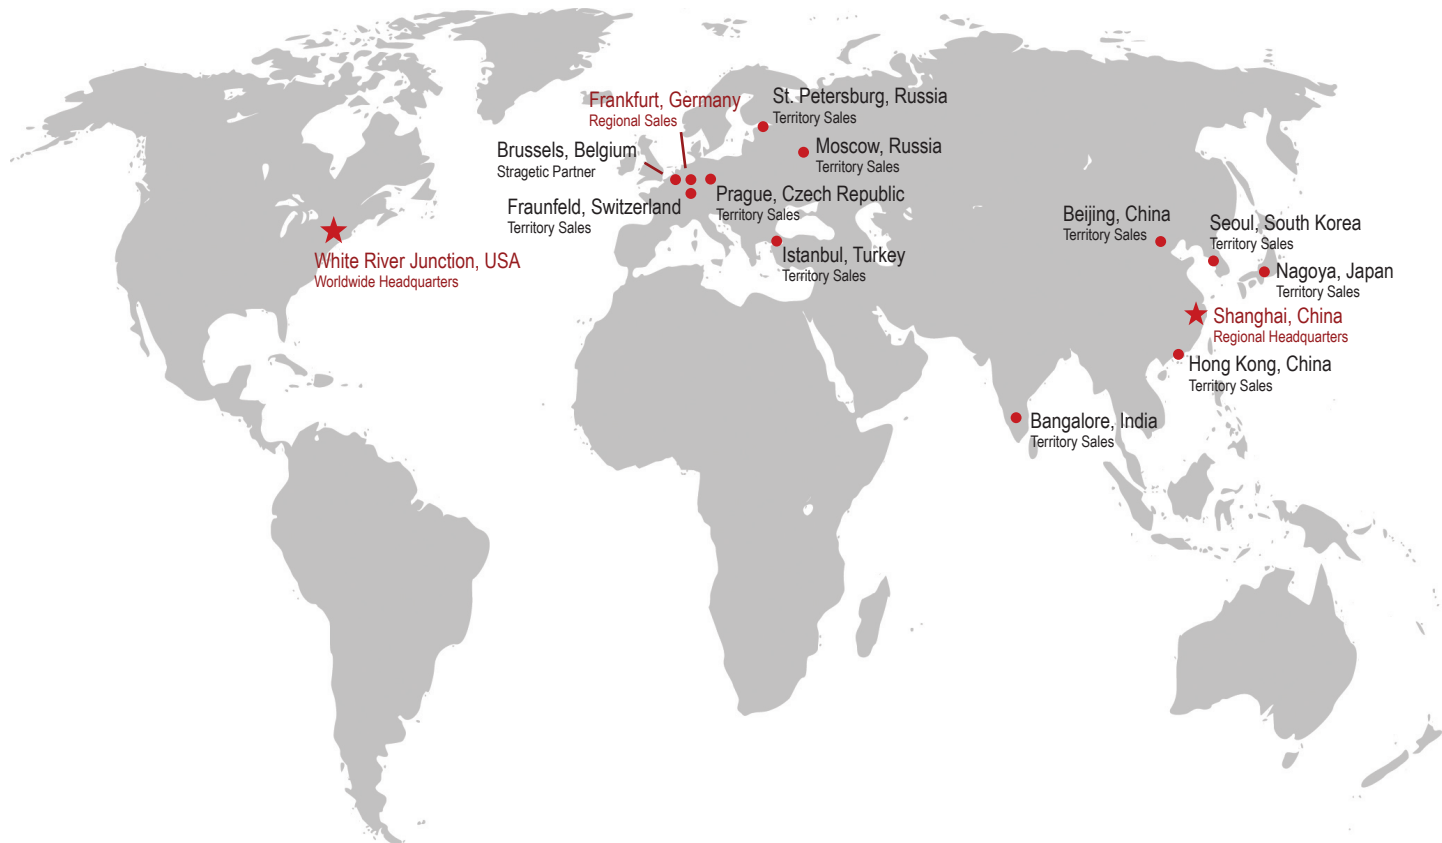 St. Petersburg, Russia
Territory Sales
Frankfurt, Germany
Regional Sales
Moscow, Russia
Territory Sales
Brussels, Belgium
Stragetic Partner
Prague, Czech Republic
Territory Sales
Fraunfeld, Switzerland
Territory Sales
Istanbul, Turkey
Territory Sales
White River Junction, USA
Worldwide Headquarters
Beijing, China
Territory Sales
Seoul, South Korea
Territory Sales
Nagoya, Japan
Territory Sales
Shanghai, China
Regional Headquarters
Hong Kong, China
Territory Sales
Bangalore, India
Territory Sales